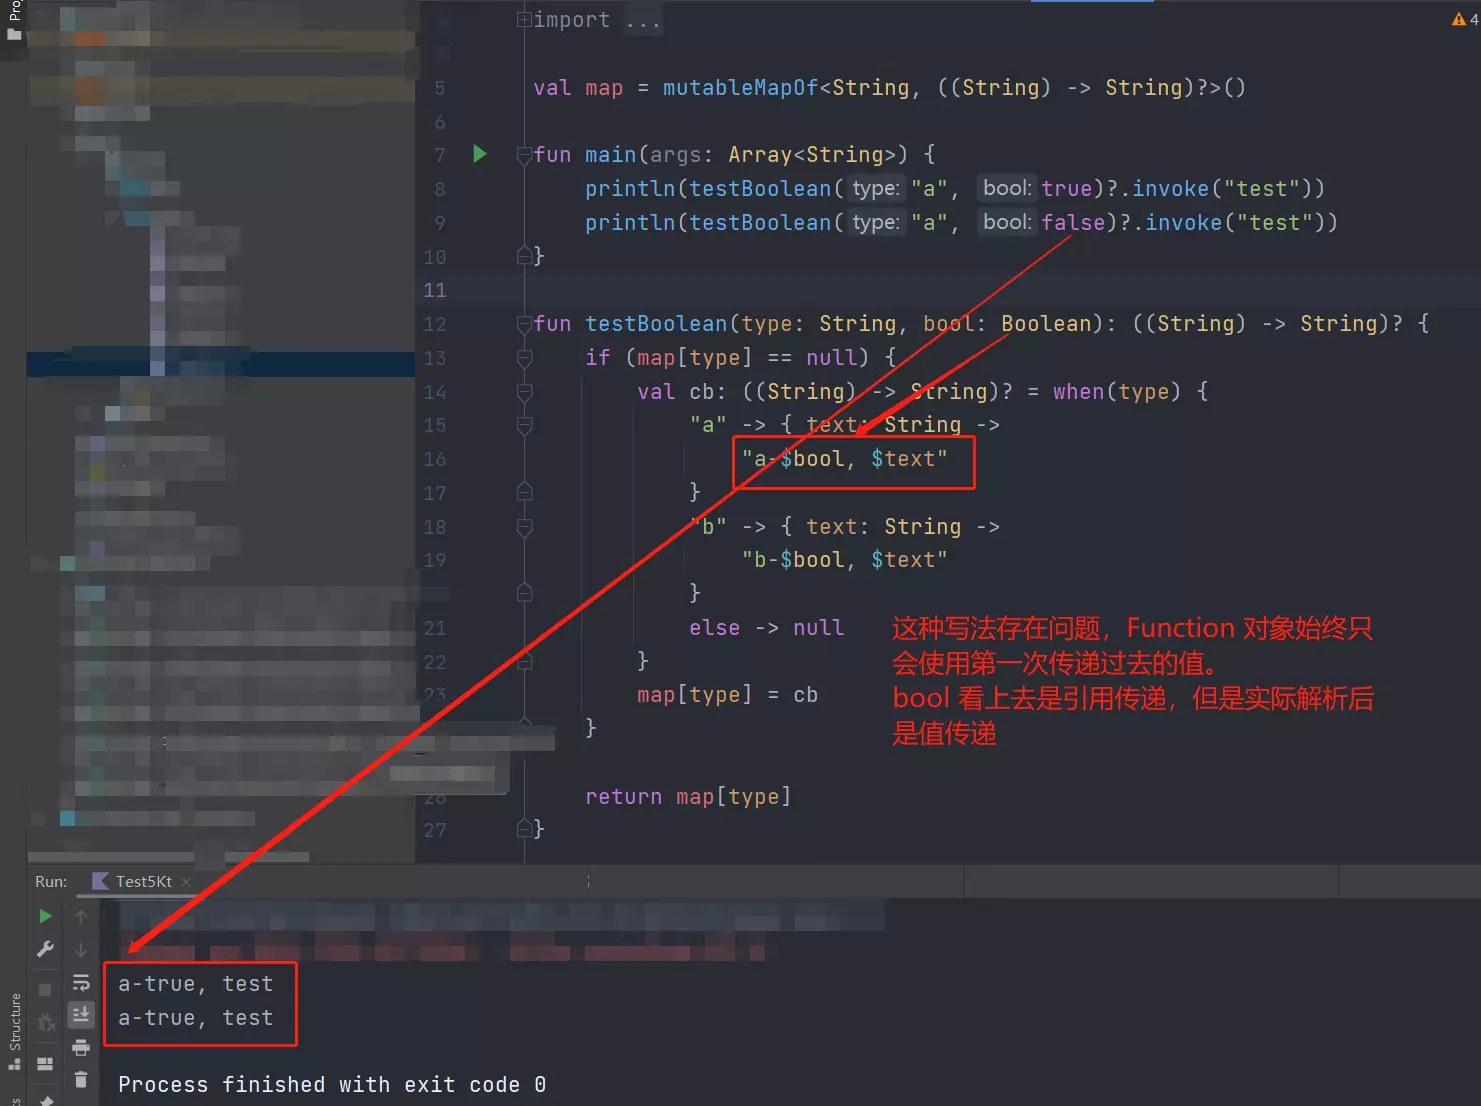 Pro
import ...
4
5 val map = mutableMapOf<String, ((String) -> String)?>()
6
7 fun main(args: Array<String>) {
8 println(testBoolean( type: "a", bool: true)?.invoke("test"))
9 println(testBoolean( type: "a", bool: false)?.invoke("test"))
10 }
11
12 fun testBoolean(type: String, bool: Boolean): ((String) -> String)? {
13 if (map[type] == null) {
14 val cb: ((String) -> String)? = when(type) {
15 "a" -> { text: String ->
16 "a-$bool, $text"
17 }
18 "b" -> { text: String ->
19 "b-$bool, $text"
}
21 else -> null
22 }
23 map[type] = cb
}
return map[type]
27 }
这种写法存在问题，Function 对象始终只
会使用第一次传递过去的值。
bool 看上去是引用传递，但是实际解析后
是值传递
Run: Test5Kt
a-true, test
a-true, test
Process finished with exit code 0
Structure